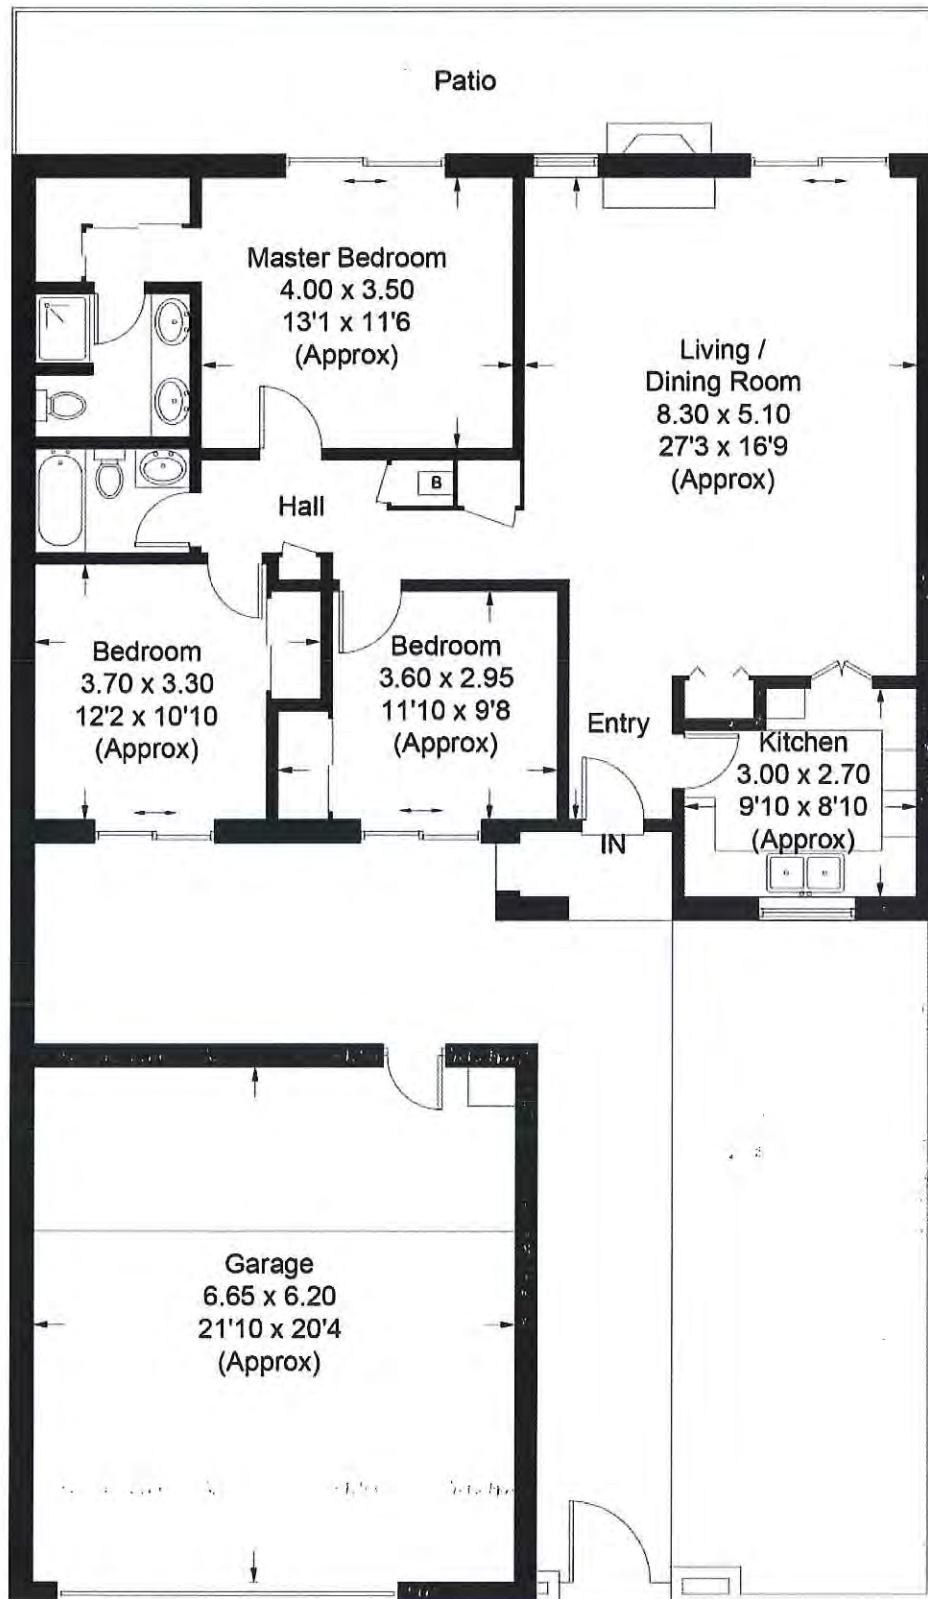 Patio
Master Bedroom
4.00 x 3.50
13'1 x 11'6
(Approx)
Living /
Dining Room
8.30 x 5.10
27'3 x 16'9
(Approx)
B
Hall
Bedroom
3.70 x 3.30
12'2 x 10'10
(Approx)
Bedroom
3.60 x 2.95
11'10 x 9'8
(Approx)
Entry
Kitchen
3.00 x 2.70
9'10 x 8'10
(Approx)
IN
Garage
6.65 x 6.20
21'10 x 20'4
(Approx)